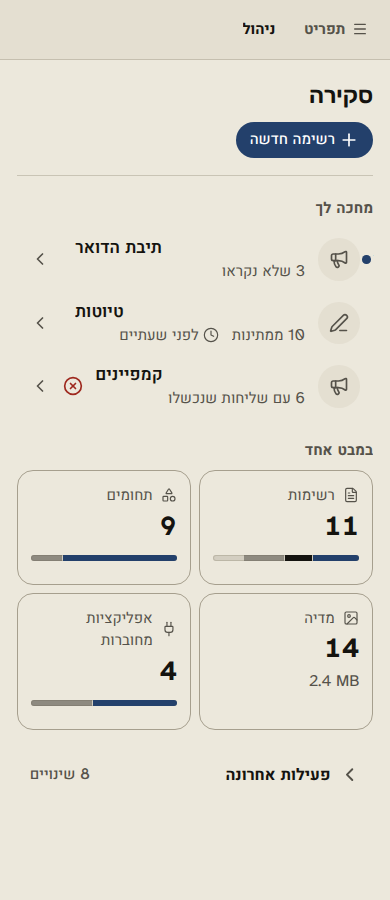 תפריט
ניהול
סקירה
רשימה חדשה
מחכה לך
תיבת הדואר
3 שלא נקראו
טיוטות
10 ממתינות
לפני שעתיים
קמפיינים
6 עם שליחות שנכשלו
במבט אחד
רשימות
11
תחומים
9
מדיה
14
2.4 MB
אפליקציות
מחוברות
4
פעילות אחרונה
8 שינויים